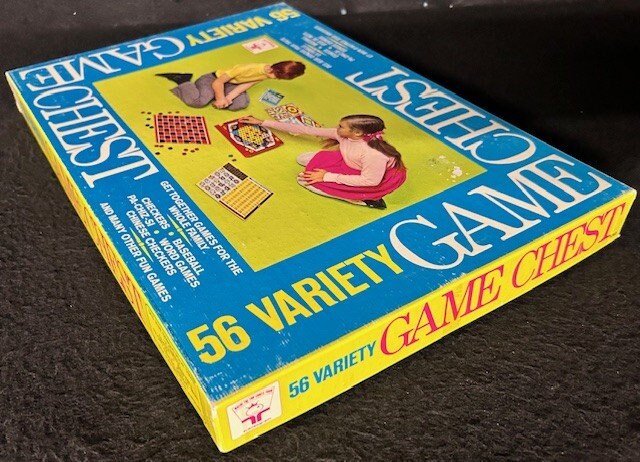 56 VARIETY
GAME
CHEST
56 VARIETY
GAME
CHEST
GET TOGETHER GAMES FOR THE
WHOLE FAMILY.
CHECKERS • BASEBALL
PA-CHIZ-SI • WORD GAMES
CHINESE CHECKERS
AND MANY OTHER FUN GAMES
56 VARIETY GAME CHEST